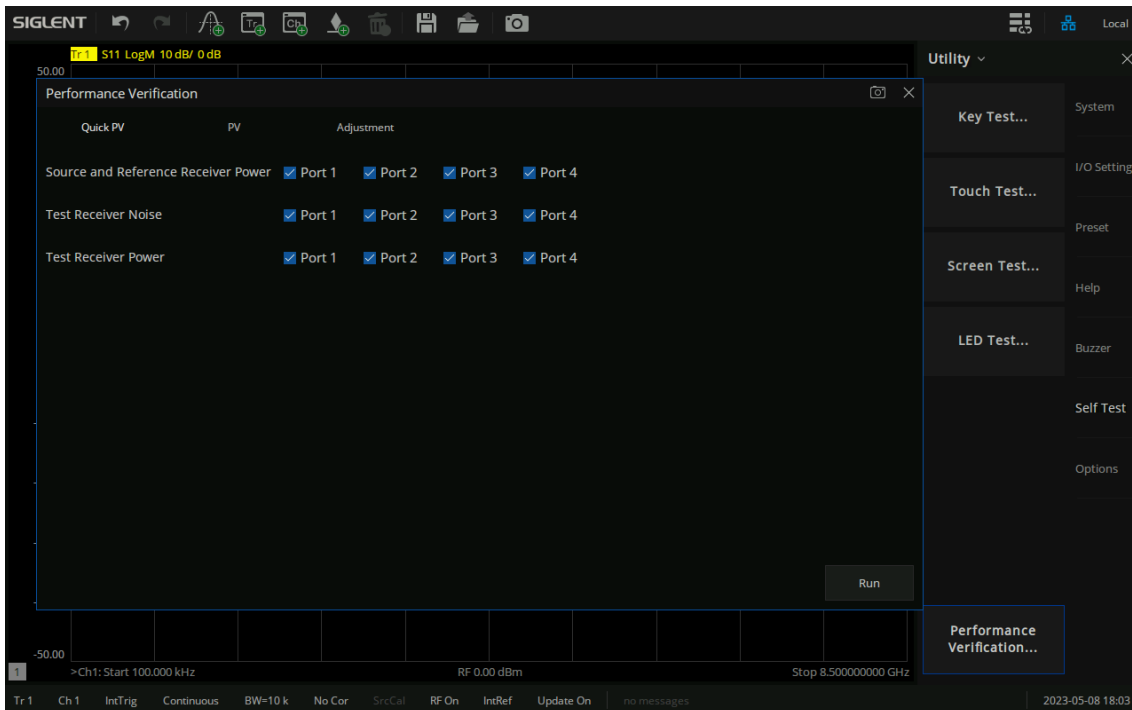 SIGLENT Tr Ch Local
Tr 1 S11 LogM 10 dB/ 0 dB
50.00
Utility
Performance Verification
Quick PV PV Adjustment
Source and Reference Receiver Power Port 1 Port 2 Port 3 Port 4
Test Receiver Noise Port 1 Port 2 Port 3 Port 4
Test Receiver Power Port 1 Port 2 Port 3 Port 4
Run
Key Test...
Touch Test...
Screen Test...
LED Test...
Performance
Verification...
System
I/O Setting
Preset
Help
Buzzer
Self Test
Options
-50.00
1 >Ch1: Start 100.000 kHz RF 0.00 dBm Stop 8.500000000 GHz
Tr 1 Ch 1 IntTrig Continuous BW=10 k No Cor SrcCal RF On IntRef Update On no messages 2023-05-08 18:03